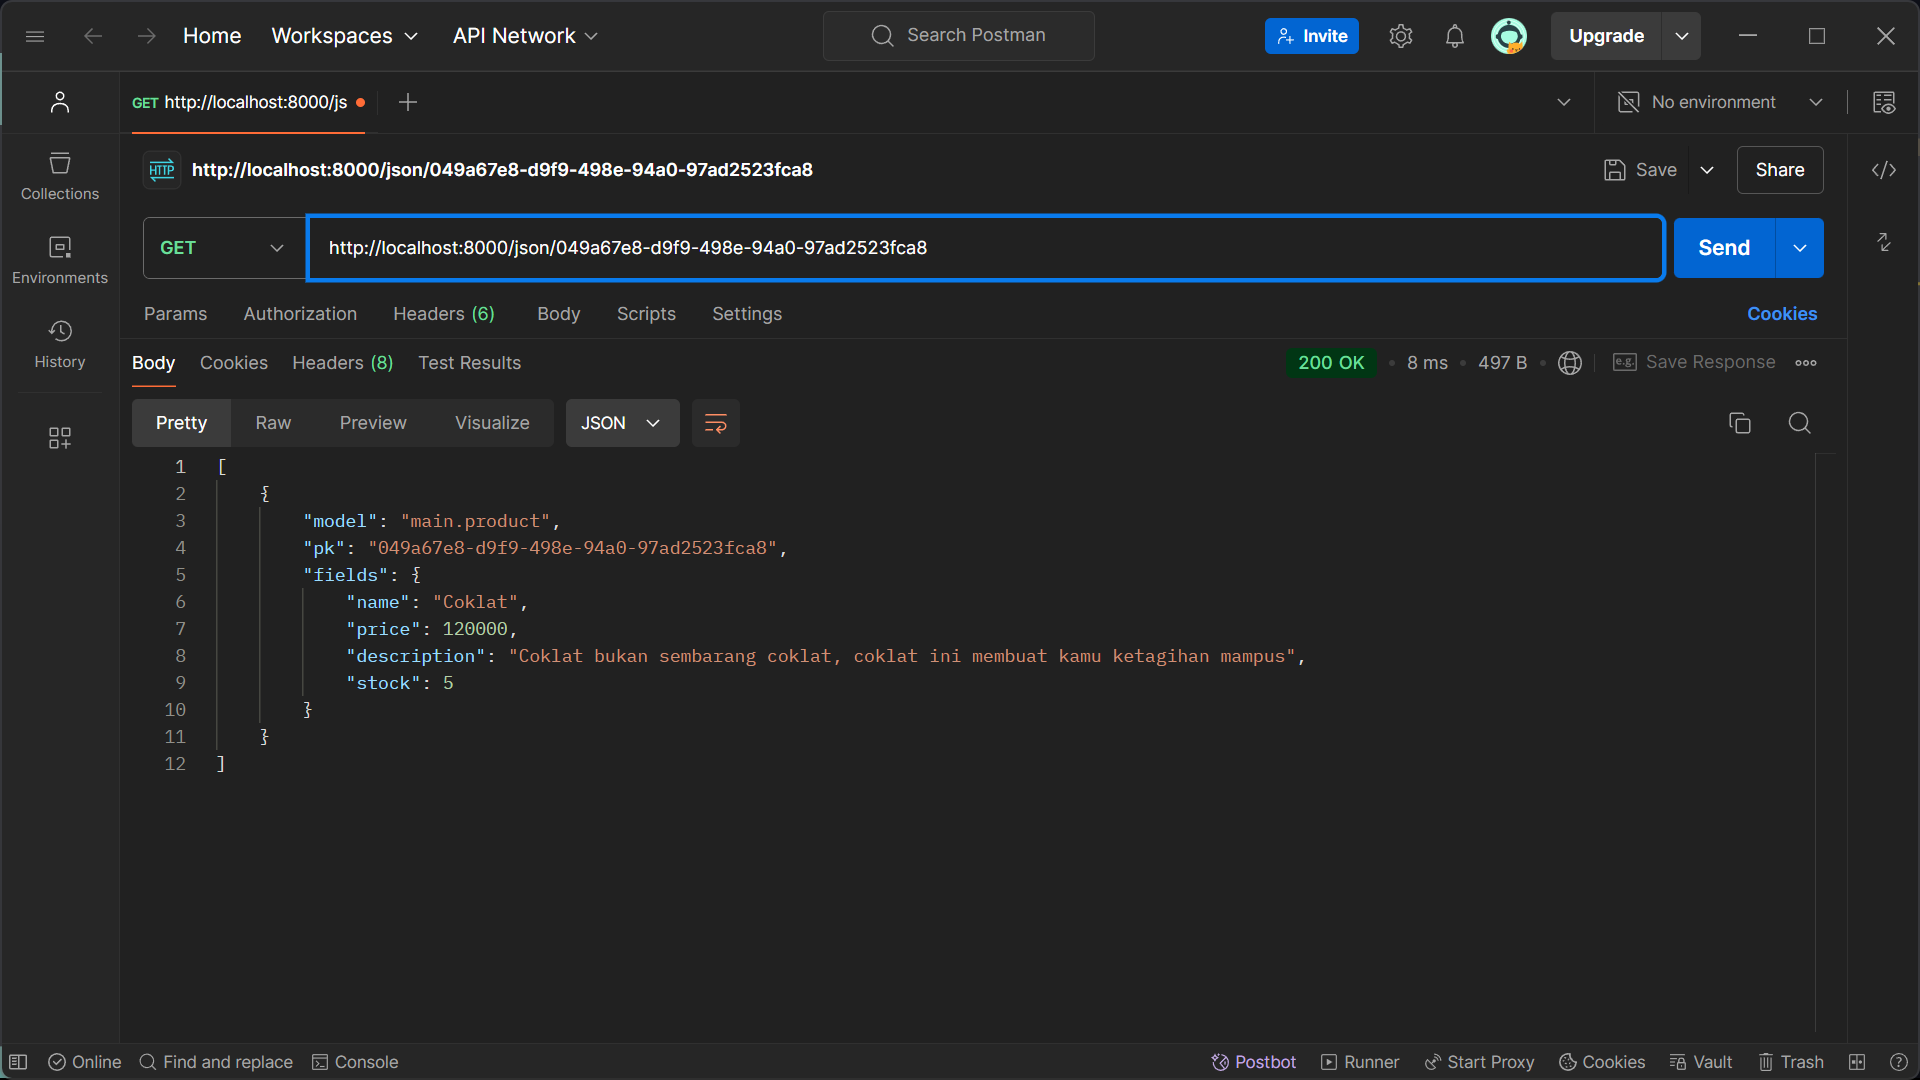 Home Workspaces API Network Search Postman Invite Upgrade
GET http://localhost:8000/js No environment
HTTP http://localhost:8000/json/049a67e8-d9f9-498e-94a0-97ad2523fca8 Save Share
Collections
Environments
History
GET http://localhost:8000/json/049a67e8-d9f9-498e-94a0-97ad2523fca8 Send
Params Authorization Headers (6) Body Scripts Settings Cookies
Body Cookies Headers (8) Test Results 200 OK • 8 ms • 497 B • e.g. Save Response
Pretty Raw Preview Visualize JSON
1 [
2 {
3 "model": "main.product",
4 "pk": "049a67e8-d9f9-498e-94a0-97ad2523fca8",
5 "fields": {
6 "name": "Coklat",
7 "price": 120000,
8 "description": "Coklat bukan sembarang coklat, coklat ini membuat kamu ketagihan mampus",
9 "stock": 5
10 }
11 }
12 ]
Online Find and replace Console Postbot Runner Start Proxy Cookies Vault Trash